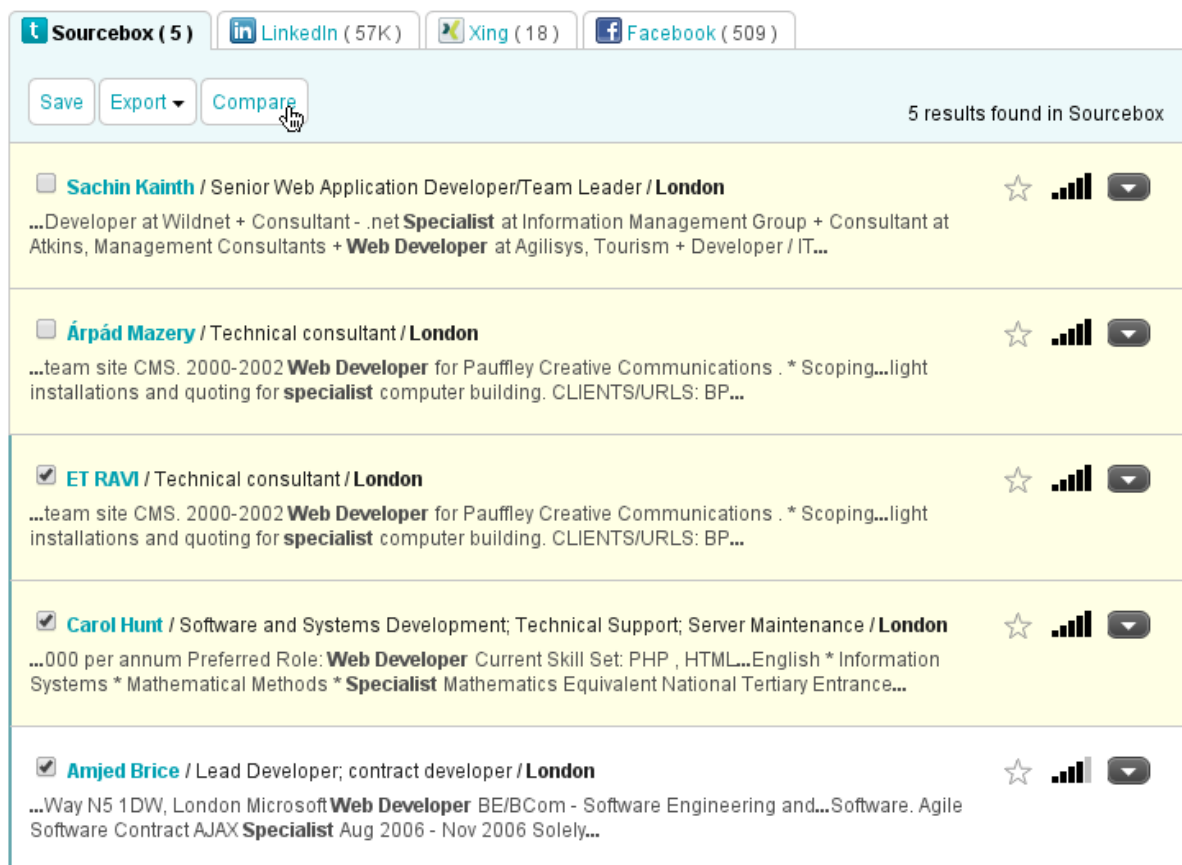 t Sourcebox ( 5 ) in LinkedIn ( 57K ) Xing ( 18 ) f Facebook ( 509 )
Save Export Compare
5 results found in Sourcebox
Sachin Kainth / Senior Web Application Developer/Team Leader / London
...Developer at Wildnet + Consultant - .net Specialist at Information Management Group + Consultant at
Atkins, Management Consultants + Web Developer at Agilisys, Tourism + Developer / IT...
Árpád Mazery / Technical consultant / London
...team site CMS. 2000-2002 Web Developer for Pauffley Creative Communications . * Scoping...light
installations and quoting for specialist computer building. CLIENTS/URLS: BP...
ET RAVI / Technical consultant / London
...team site CMS. 2000-2002 Web Developer for Pauffley Creative Communications . * Scoping...light
installations and quoting for specialist computer building. CLIENTS/URLS: BP...
Carol Hunt / Software and Systems Development; Technical Support; Server Maintenance / London
...000 per annum Preferred Role: Web Developer Current Skill Set: PHP , HTML...English * Information
Systems * Mathematical Methods * Specialist Mathematics Equivalent National Tertiary Entrance...
Amjed Brice / Lead Developer; contract developer / London
...Way N5 1DW, London Microsoft Web Developer BE/BCom - Software Engineering and...Software. Agile
Software Contract AJAX Specialist Aug 2006 - Nov 2006 Solely...